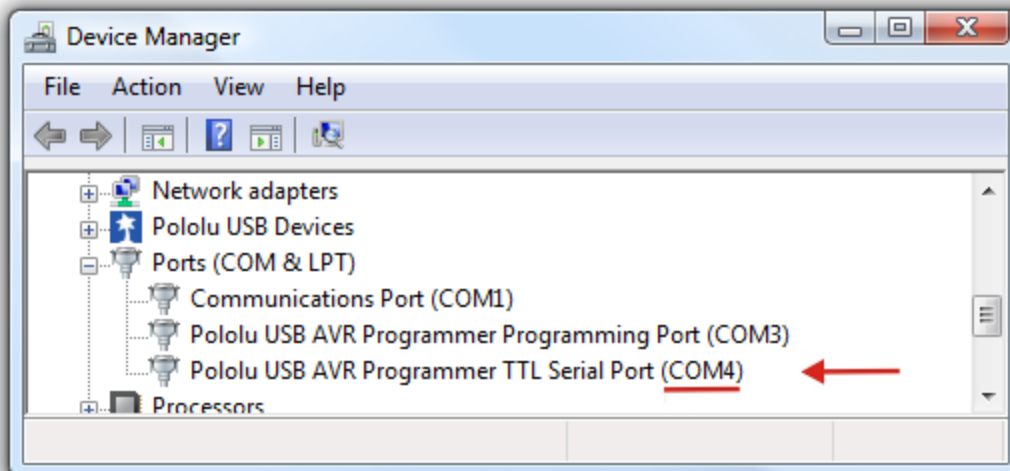 Device Manager
File Action View Help
Network adapters
Pololu USB Devices
Ports (COM & LPT)
Communications Port (COM1)
Pololu USB AVR Programmer Programming Port (COM3)
Pololu USB AVR Programmer TTL Serial Port (COM4)
Processors